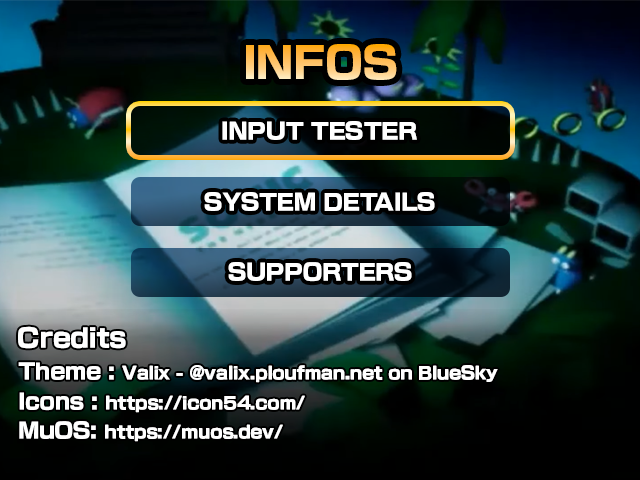 INFOS
INPUT TESTER
SYSTEM DETAILS
SUPPORTERS
Credits
Theme : Valix - @valix.ploufman.net on BlueSky
Icons : https://icon54.com/
MuOS: https://muos.dev/